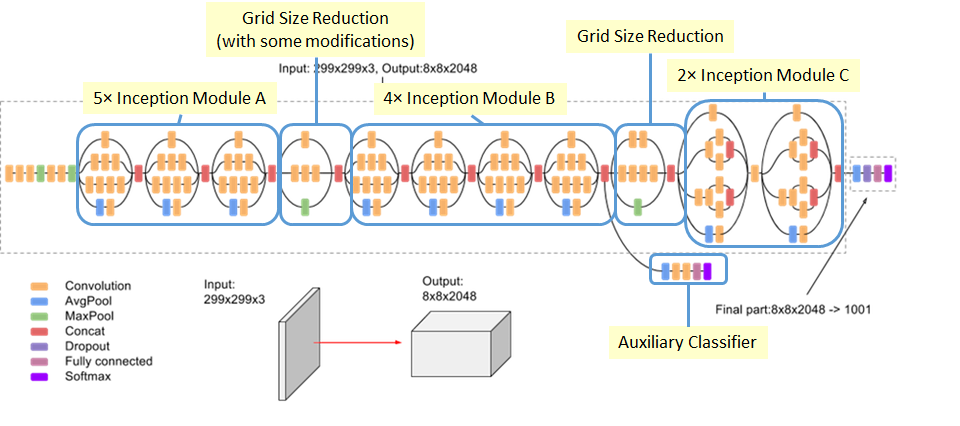 Grid Size Reduction
(with some modifications)
Grid Size Reduction
Input: 299x299x3, Output:8x8x2048
2× Inception Module C
5× Inception Module A
4× Inception Module B
Convolution
AvgPool
MaxPool
Concat
Dropout
Fully connected
Softmax
Input:
299x299x3
Output:
8x8x2048
Final part:8x8x2048 -> 1001
Auxiliary Classifier